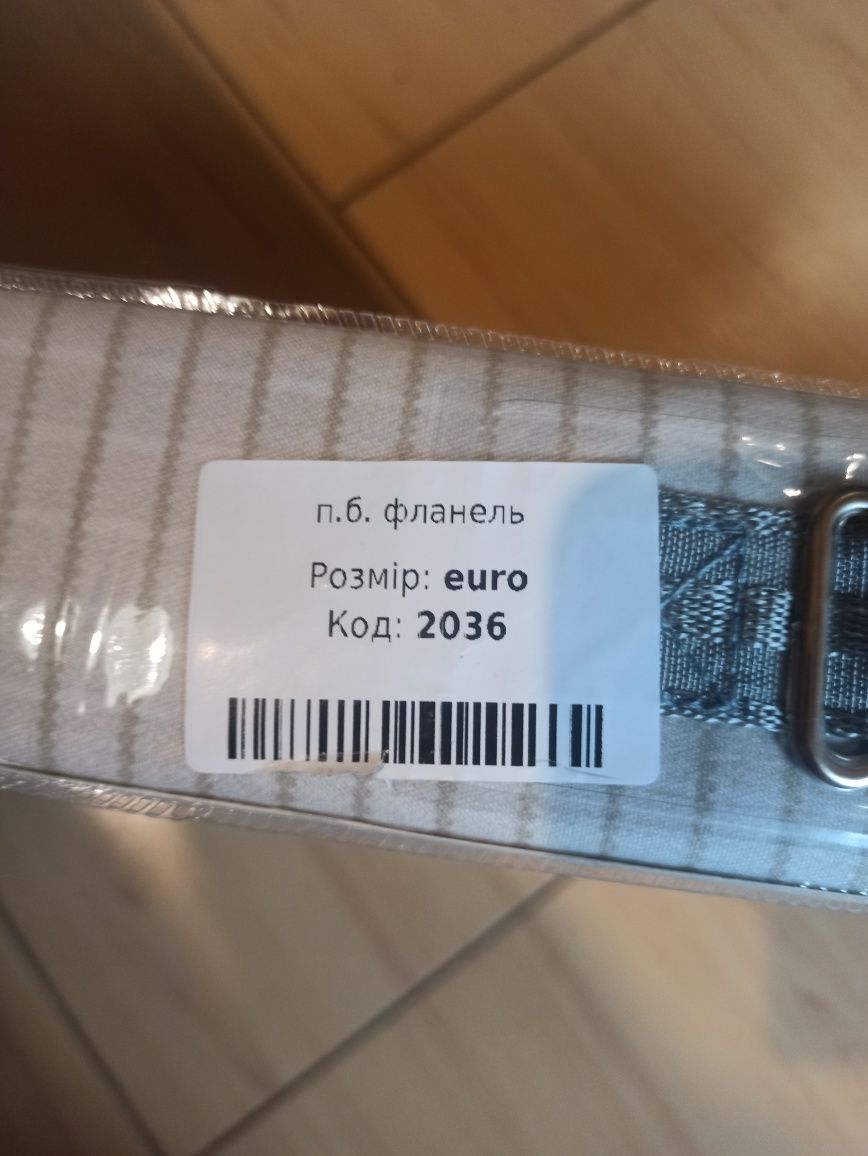 п.б. фланель
Розмір: euro
Код: 2036